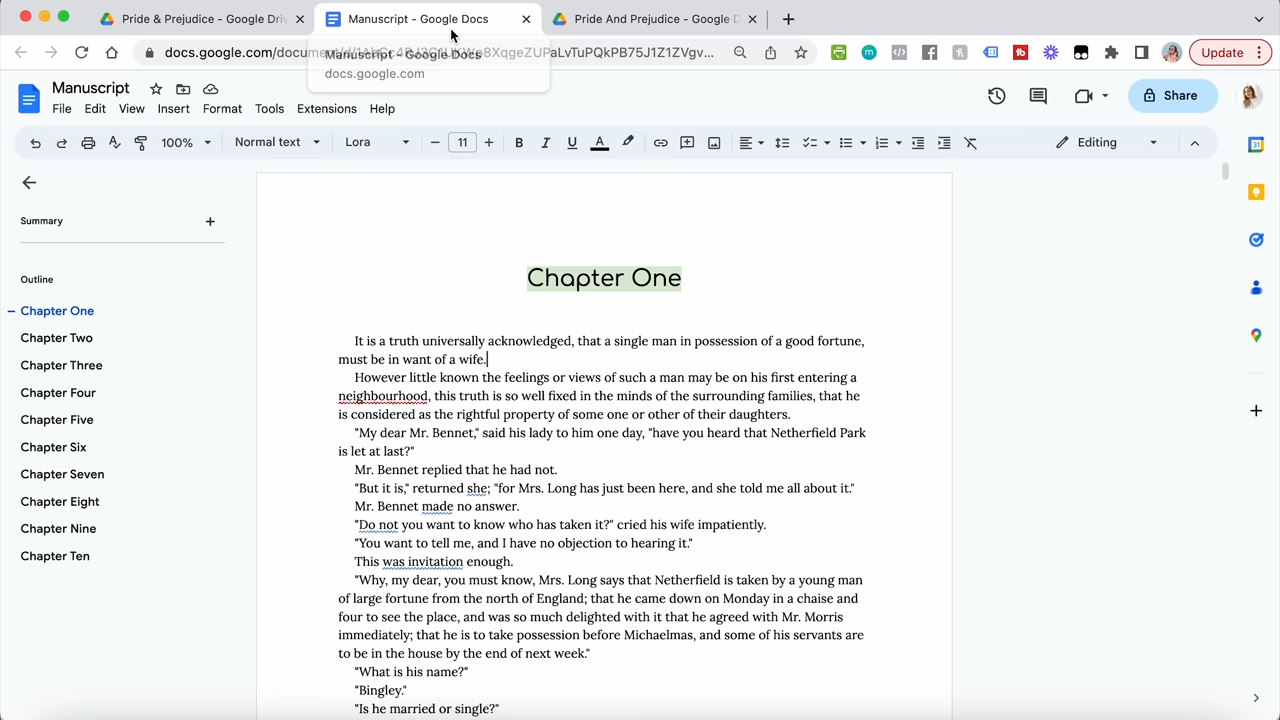 Pride & Prejudice - Google Driv
Manuscript - Google Docs
Pride And Prejudice - Google D
Manuscript - Google Docs
docs.google.com
Update
Manuscript
File Edit View Insert Format Tools Extensions Help
Share
100% Normal text Lora 11 B I U A Editing
31
Summary
Outline
Chapter One
Chapter Two
Chapter Three
Chapter Four
Chapter Five
Chapter Six
Chapter Seven
Chapter Eight
Chapter Nine
Chapter Ten
Chapter One
It is a truth universally acknowledged, that a single man in possession of a good fortune,
must be in want of a wife.
However little known the feelings or views of such a man may be on his first entering a
neighbourhood, this truth is so well fixed in the minds of the surrounding families, that he
is considered as the rightful property of some one or other of their daughters.
"My dear Mr. Bennet," said his lady to him one day, "have you heard that Netherfield Park
is let at last?"
Mr. Bennet replied that he had not.
"But it is," returned she; "for Mrs. Long has just been here, and she told me all about it."
Mr. Bennet made no answer.
"Do not you want to know who has taken it?" cried his wife impatiently.
"You want to tell me, and I have no objection to hearing it."
This was invitation enough.
"Why, my dear, you must know, Mrs. Long says that Netherfield is taken by a young man
of large fortune from the north of England; that he came down on Monday in a chaise and
four to see the place, and was so much delighted with it that he agreed with Mr. Morris
immediately; that he is to take possession before Michaelmas, and some of his servants are
to be in the house by the end of next week."
"What is his name?"
"Bingley."
"Is he married or single?"